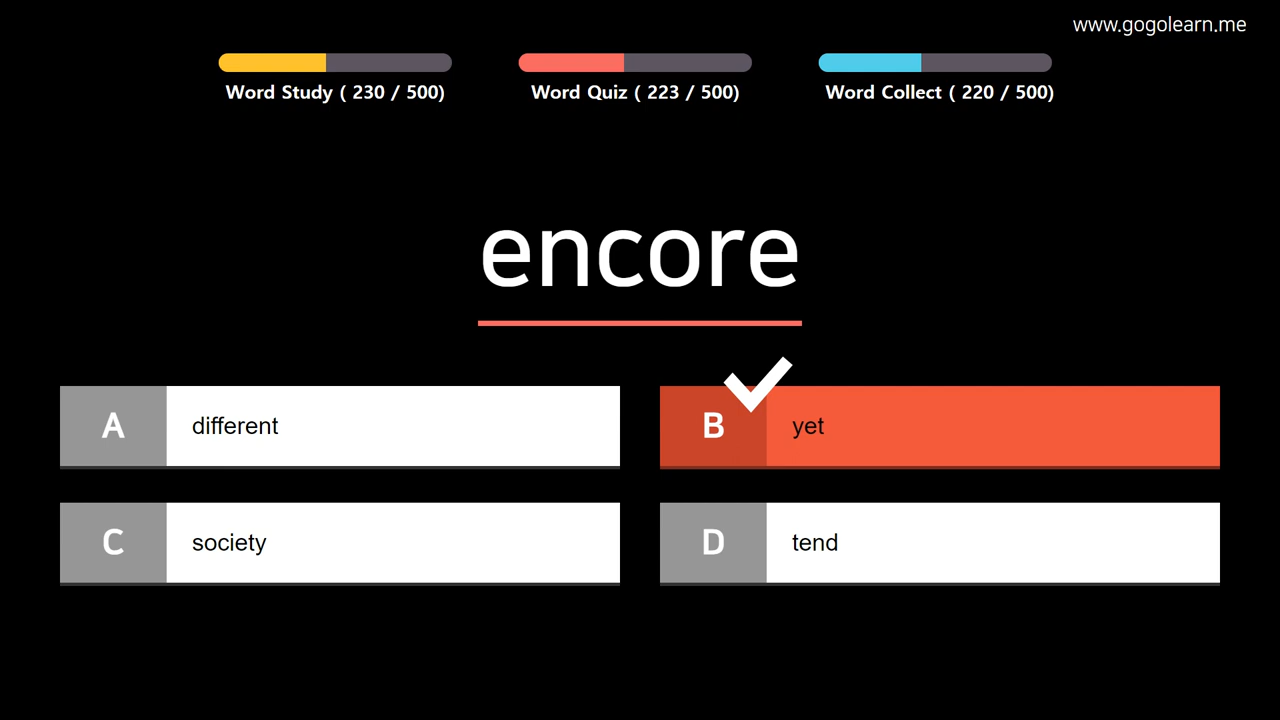 www.gogolearn.me
Word Study ( 230 / 500)
Word Quiz ( 223 / 500)
Word Collect ( 220 / 500)
encore
A different
B yet
C society
D tend